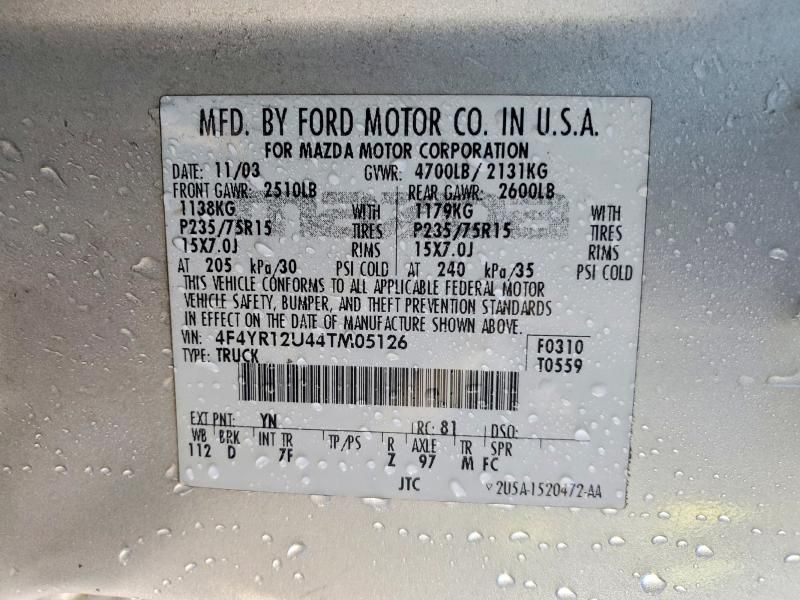 MFD. BY FORD MOTOR CO. IN U.S.A.
FOR MAZDA MOTOR CORPORATION
DATE: 11/03 GVWR: 4700LB/ 2131KG
FRONT GAWR: 2510LB REAR GAWR: 2600LB
1138KG WITH 1179KG WITH
P235/75R15 TIRES P235/75R15 TIRES
15X7.0J RIMS 15X7.0J RIMS
AT 205 kPa/30 PSI COLD AT 240 kPa/35 PSI COLD
THIS VEHICLE CONFORMS TO ALL APPLICABLE FEDERAL MOTOR
VEHICLE SAFETY, BUMPER, AND THEFT PREVENTION STANDARDS
IN EFFECT ON THE DATE OF MANUFACTURE SHOWN ABOVE.
VIN: 4F4YR12U44TM05126 F0310
TYPE: TRUCK T0559
EXT PNT: YN RC: 81 DSO:
WB BRK INT TR TP/PS R AXLE TR SPR
112 D 7F Z 97 M FC
JTC 2U5A-1520472-AA